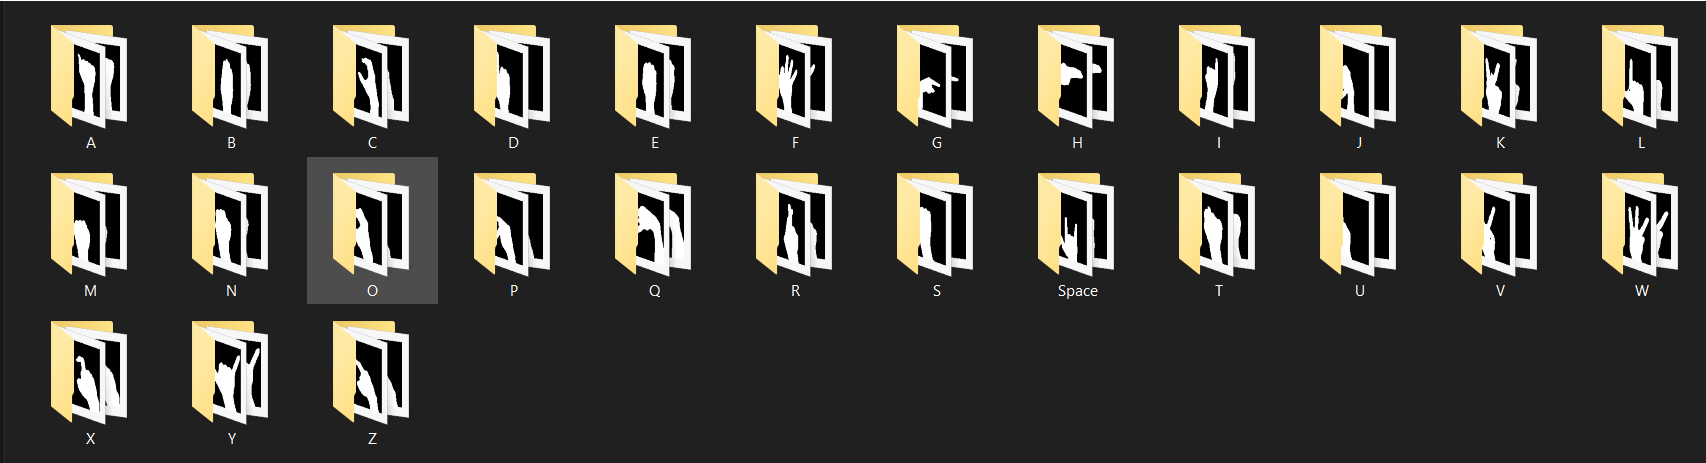 A B C D E F G H I J K L
M N O P Q R S Space T U V W
X Y Z